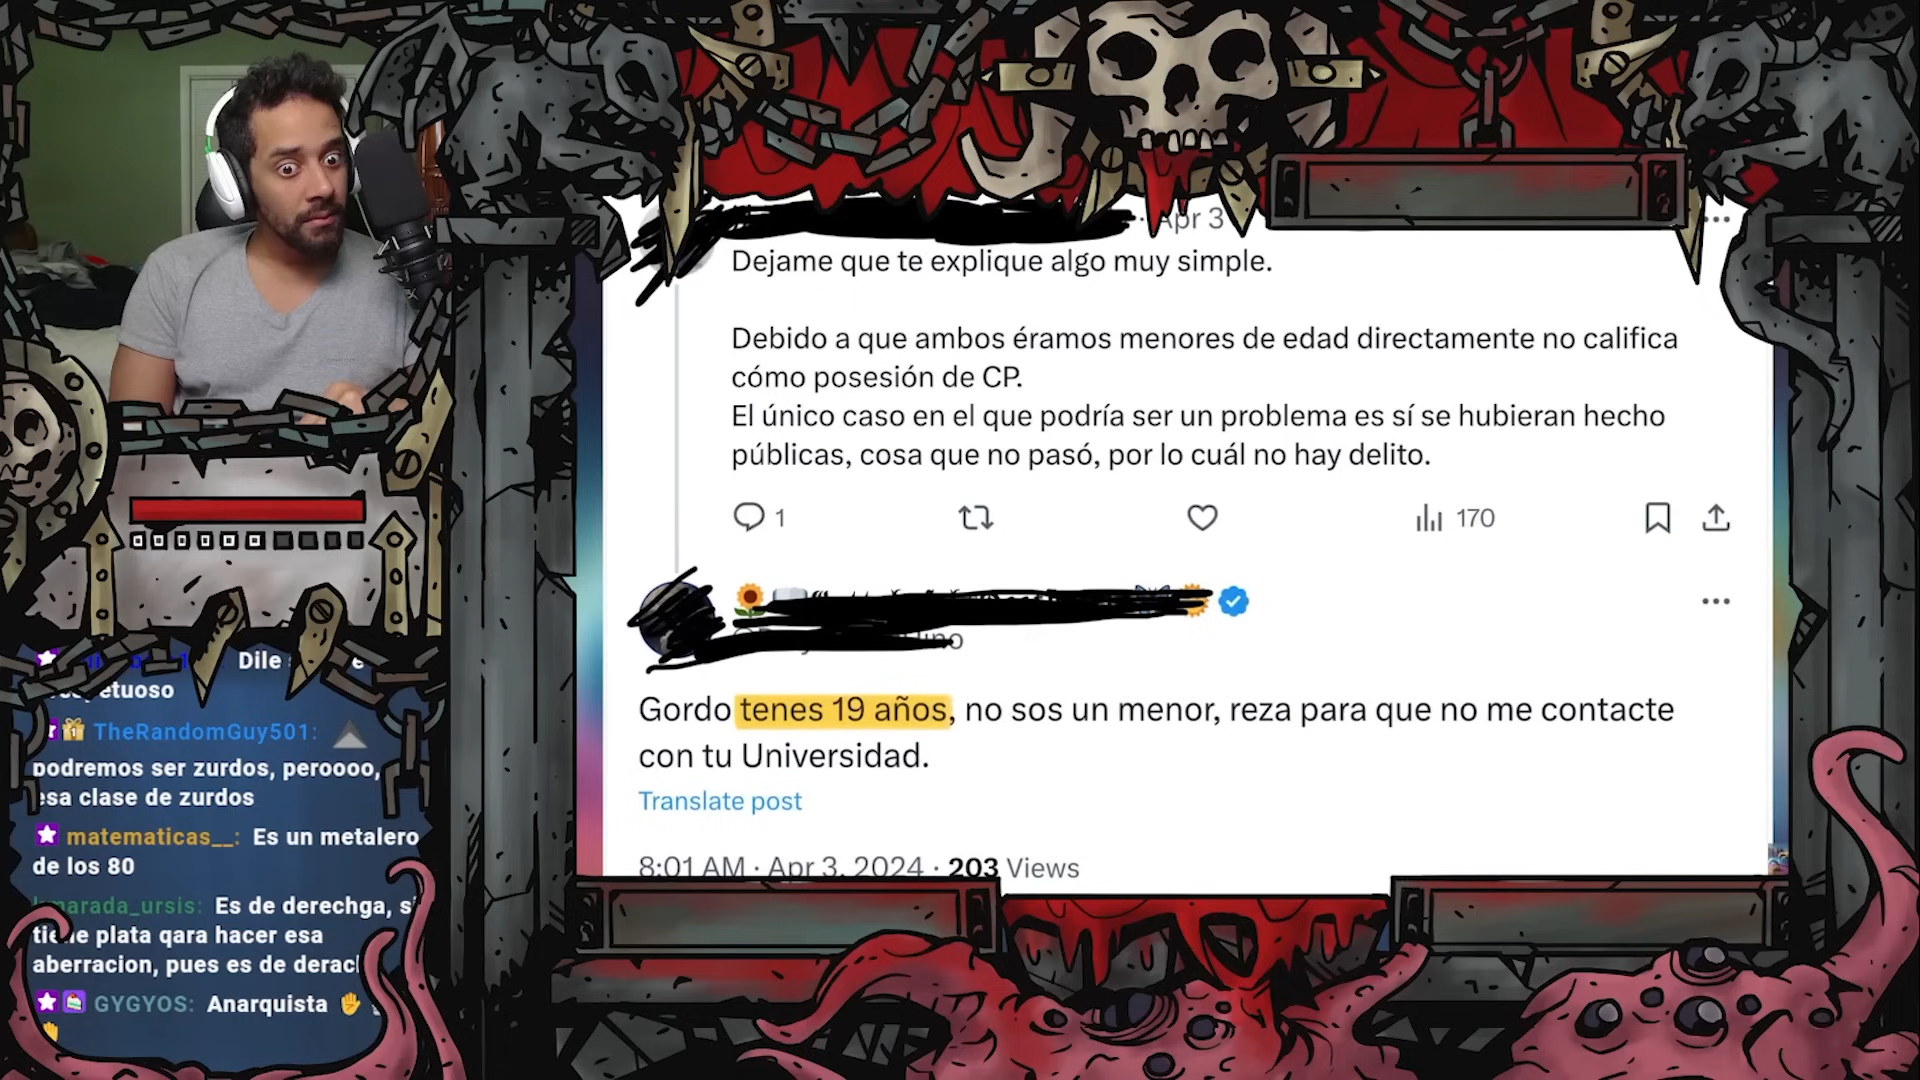 · Apr 3
Dejame que te explique algo muy simple.
Debido a que ambos éramos menores de edad directamente no califica
cómo posesión de CP.
El único caso en el que podría ser un problema es sí se hubieran hecho
públicas, cosa que no pasó, por lo cuál no hay delito.
1
170
Gordo tenes 19 años, no sos un menor, reza para que no me contacte
con tu Universidad.
Translate post
8:01 AM · Apr 3, 2024 · 203 Views
Dile
etuoso
TheRandomGuy501:
podremos ser zurdos, peroooo,
esa clase de zurdos
matematicas__: Es un metalero
de los 80
marada_ursis: Es de derechga, si
tiene plata qara hacer esa
aberracion, pues es de derac
GYGYOS: Anarquista